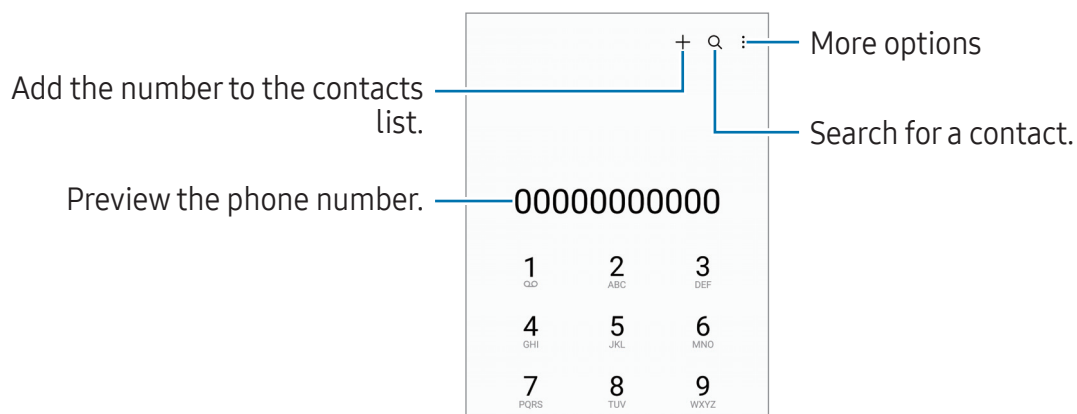 More options
Add the number to the contacts
list.
Search for a contact.
Preview the phone number.
00000000000
1 2 3
ABC DEF
4 5 6
GHI JKL MNO
7 8 9
PQRS TUV WXYZ